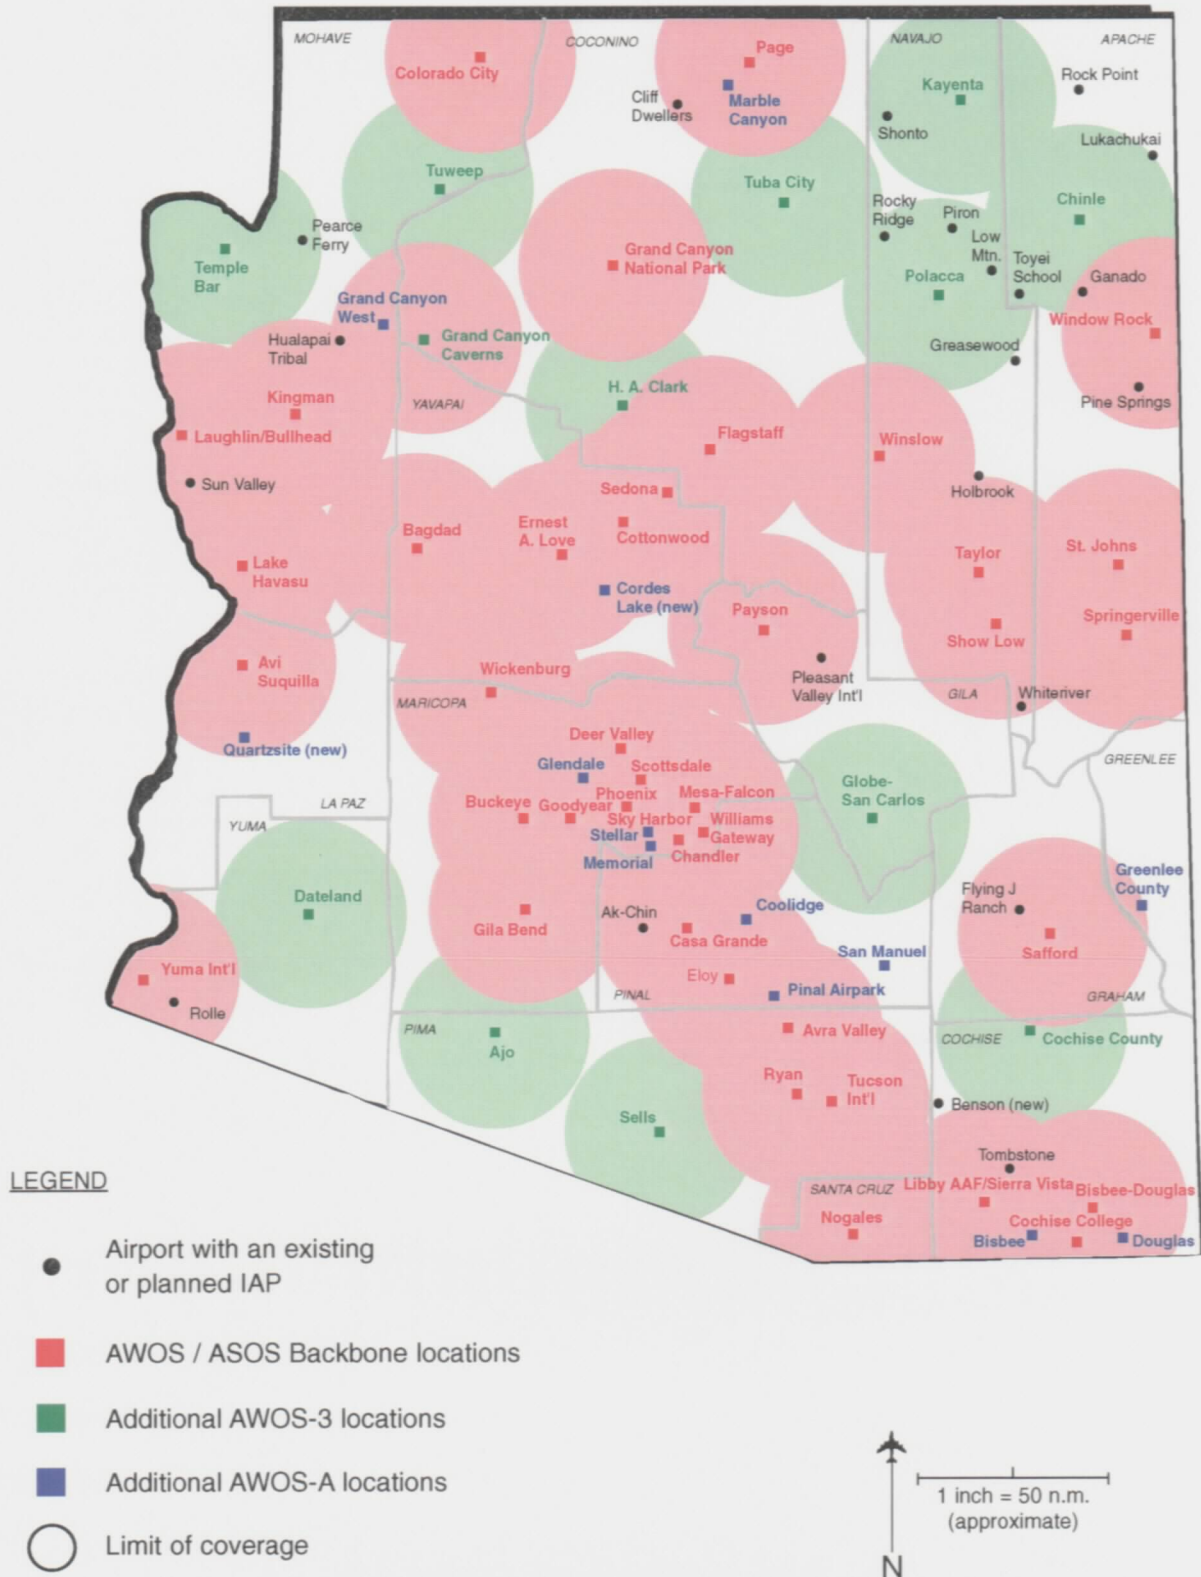 MOHAVE
COCONINO
NAVAJO
APACHE
Colorado City
Page
Marble
Canyon
Cliff
Dwellers
Kayenta
Rock Point
Shonto
Lukachukai
Tuweep
Tuba City
Chinle
Rocky
Ridge
Piron
Low
Mtn.
Toyei
School
Pearce
Ferry
Temple
Bar
Grand Canyon
National Park
Polacca
Ganado
Grand Canyon
West
Window Rock
Hualapai
Tribal
Grand Canyon
Caverns
Greasewood
H. A. Clark
Pine Springs
Kingman
YAVAPAI
Laughlin/Bullhead
Flagstaff
Winslow
Sun Valley
Sedona
Holbrook
Bagdad
Ernest
A. Love
Cottonwood
Taylor
St. Johns
Lake
Havasu
Cordes
Lake (new)
Payson
Show Low
Springerville
Avi
Suquilla
Wickenburg
Pleasant
Valley Int'l
GILA
Whiteriver
MARICOPA
Quartzsite (new)
Deer Valley
Glendale
Scottsdale
GREENLEE
Globe-
San Carlos
Buckeye
Goodyear
Phoenix
Sky Harbor
Mesa-Falcon
Williams
Gateway
LA PAZ
YUMA
Stellar
Memorial
Chandler
Dateland
Greenlee
County
Flying J
Ranch
Gila Bend
Ak-Chin
Coolidge
Casa Grande
Safford
San Manuel
Yuma Int'l
Eloy
Pinal Airpark
Rolle
PINAL
GRAHAM
PIMA
Ajo
Avra Valley
COCHISE
Cochise County
Ryan
Tucson
Int'l
Benson (new)
Sells
Tombstone
SANTA CRUZ
Libby AAF/Sierra Vista
Bisbee-Douglas
Nogales
Cochise College
Bisbee
Douglas
LEGEND
Airport with an existing
or planned IAP
AWOS / ASOS Backbone locations
Additional AWOS-3 locations
Additional AWOS-A locations
Limit of coverage
1 inch = 50 n.m.
(approximate)
N